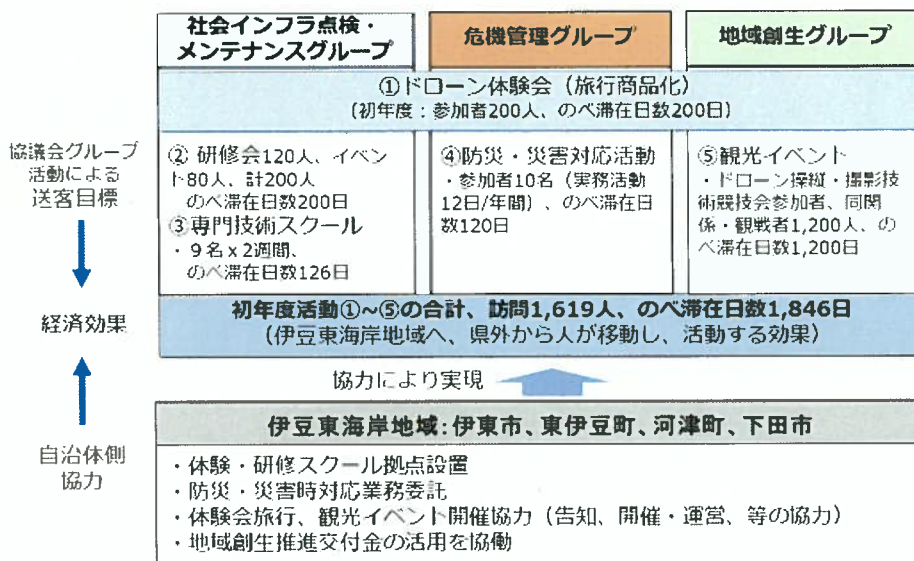 社会インフラ点検・
メンテナンスグループ
危機管理グループ
地域創生グループ
①ドローン体験会（旅行商品化）
(初年度：参加者200人、のべ滞在日数200日)
協議会グループ
活動による
送客目標
② 研修会120人、イベン
ト80人、計200人
のべ滞在日数200日
③専門技術スクール
・９名ｘ2週間、
のべ滞在日数126日
④防災・災害対応活動
・参加者10名（実務活動
12日/年間）、のべ滞在日
数120日
⑤観光イベント
・ドローン操縦・撮影技
術競技会参加者、同関
係・観戦者1,200人、の
べ滞在日数1,200日
経済効果
初年度活動①～⑤の合計、訪問1,619人、のべ滞在日数1,846日
（伊豆東海岸地域へ、県外から人が移動し、活動する効果）
協力により実現
自治体側
協力
伊豆東海岸地域：伊東市、東伊豆町、河津町、下田市
・体験・研修スクール拠点設置
・防災・災害時対応業務委託
・体験会旅行、観光イベント開催協力（告知、開催・運営、等の協力）
・地域創生推進交付金の活用を協働